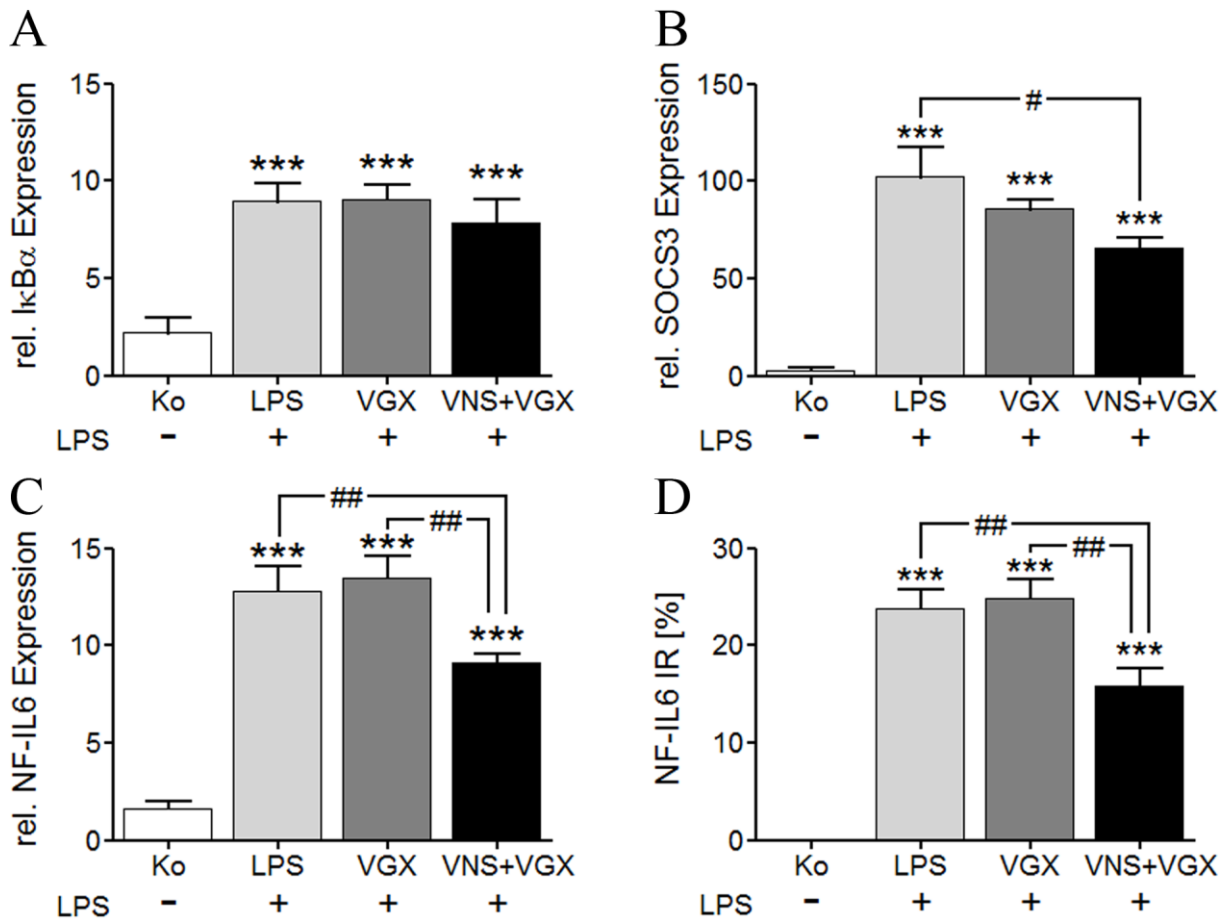 A
rel. IκBα Expression
15
10
5
0
*** *** ***
Ko LPS VGX VNS+VGX
LPS - + + +
B
rel. SOCS3 Expression
150
100
50
0
#
*** *** ***
Ko LPS VGX VNS+VGX
LPS - + + +
C
rel. NF-IL6 Expression
15
10
5
0
##
##
*** *** ***
Ko LPS VGX VNS+VGX
LPS - + + +
D
NF-IL6 IR [%]
30
20
10
0
##
##
*** *** ***
Ko LPS VGX VNS+VGX
LPS - + + +